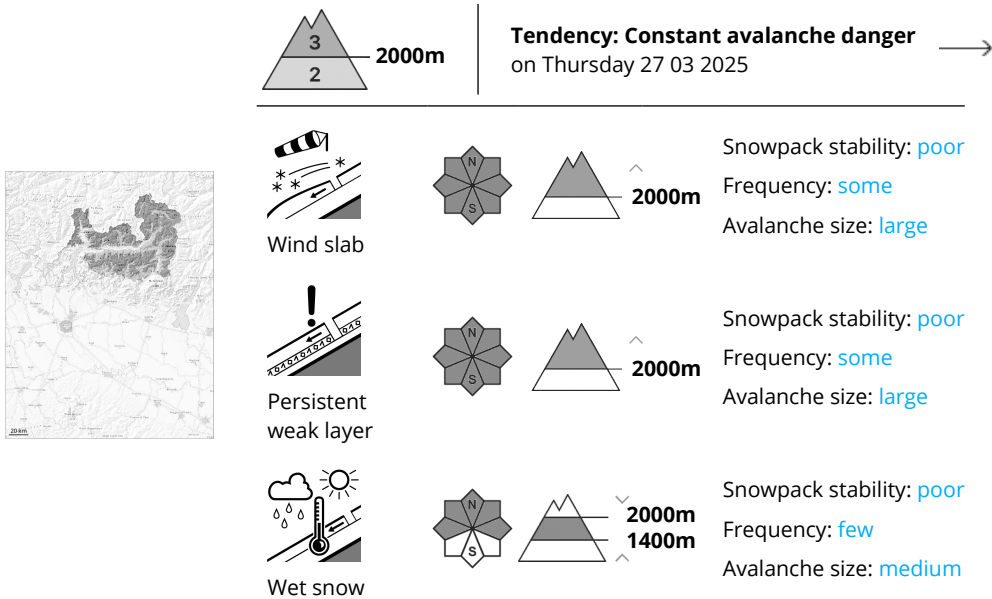 3
2
2000m
Tendency: Constant avalanche danger
on Thursday 27 03 2025
N
S
2000m
Wind slab
Snowpack stability: poor
Frequency: some
Avalanche size: large
20 km
N
S
2000m
Persistent
weak layer
Snowpack stability: poor
Frequency: some
Avalanche size: large
N
S
2000m
1400m
Wet snow
Snowpack stability: poor
Frequency: few
Avalanche size: medium